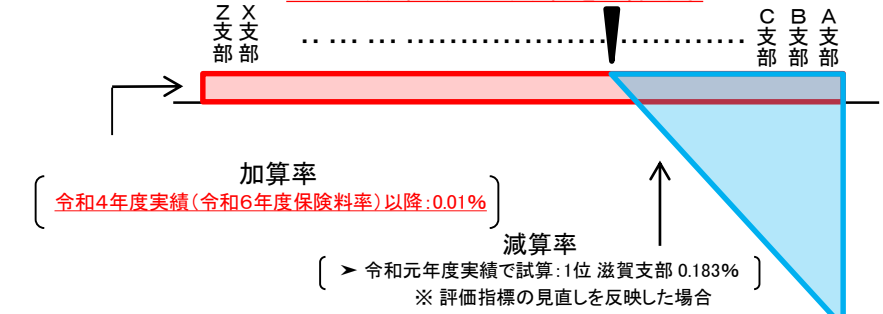 Z支部
X支部
‥ … … ……………………………
C支部
B支部
A支部
加算率
令和4年度実績(令和6年度保険料率)以降:0.01%
減算率
➤ 令和元年度実績で試算:1位 滋賀支部 0.183%
※ 評価指標の見直しを反映した場合